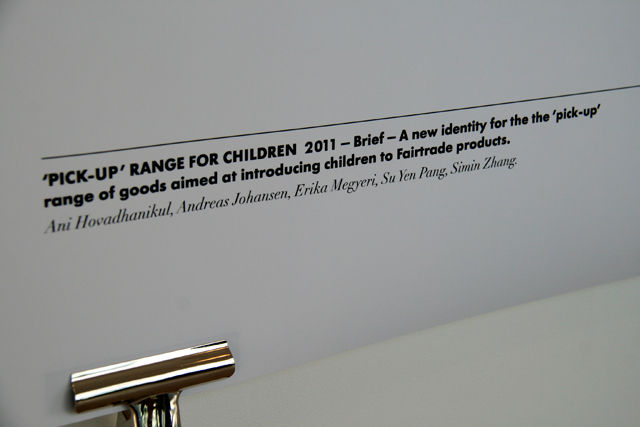 ‘PICK-UP’ RANGE FOR CHILDREN 2011 – Brief – A new identity for the the ‘pick-up’
range of goods aimed at introducing children to Fairtrade products.
Ani Hovadhanikul, Andreas Johansen, Erika Megyeri, Su Yen Pang, Simin Zhang.